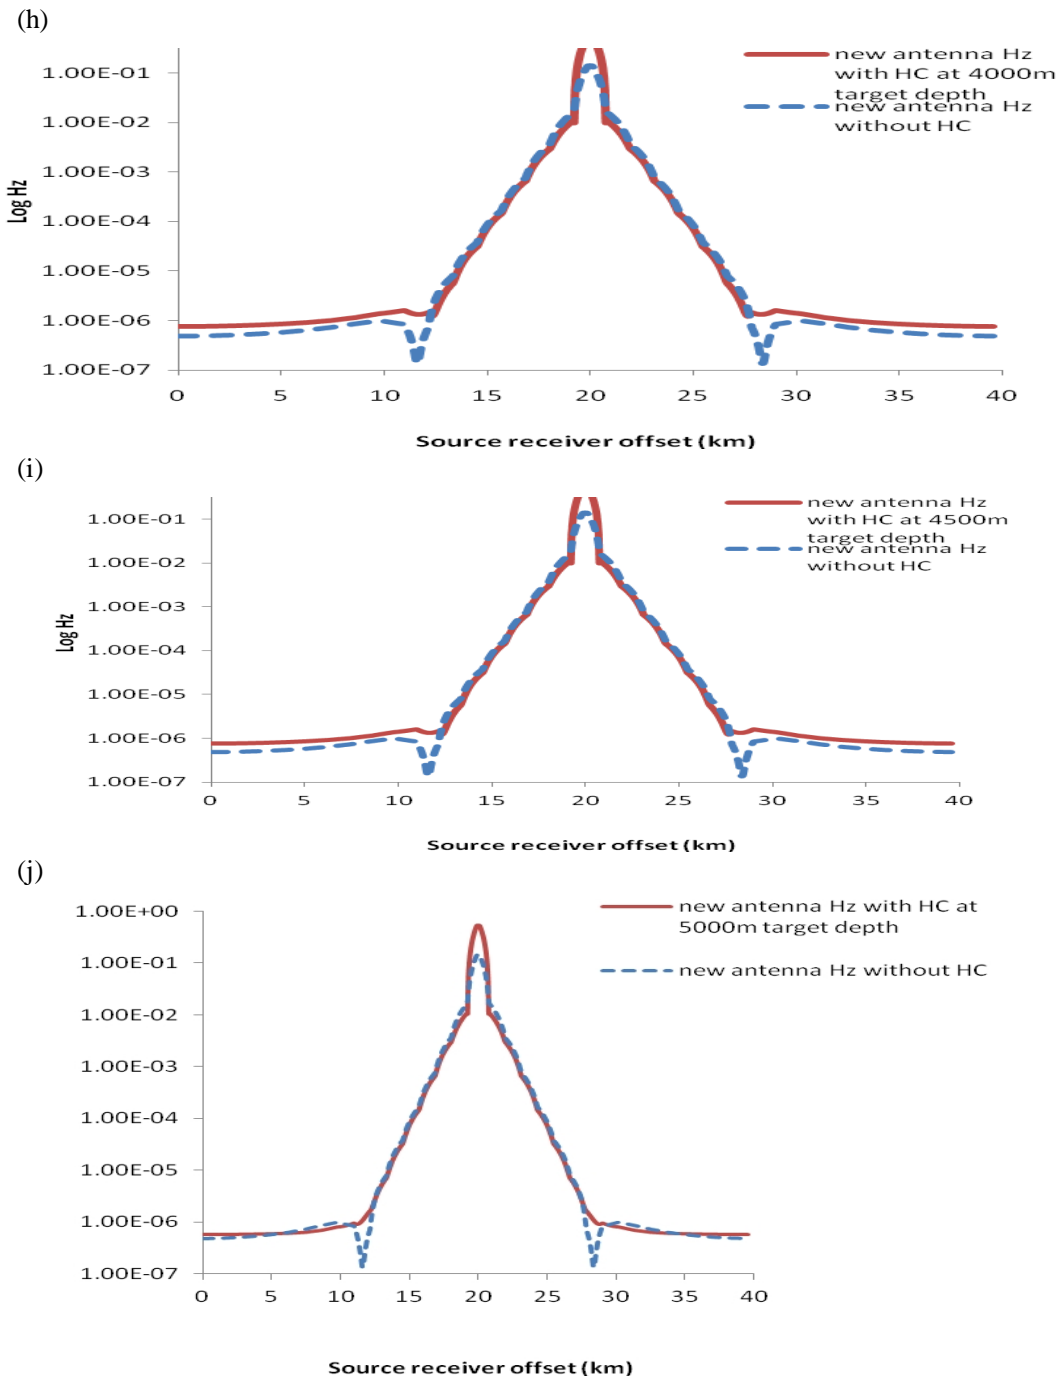 (h)
new antenna Hz
with HC at 4000m
target depth
new antenna Hz
without HC
1.00E-01
1.00E-02
1.00E-03
1.00E-04
1.00E-05
1.00E-06
1.00E-07
Log Hz
0 5 10 15 20 25 30 35 40
Source receiver offset (km)
(i)
new antenna Hz
with HC at 4500m
target depth
new antenna Hz
without HC
1.00E-01
1.00E-02
1.00E-03
1.00E-04
1.00E-05
1.00E-06
1.00E-07
Log Hz
0 5 10 15 20 25 30 35 40
Source receiver offset (km)
(j)
new antenna Hz with HC at
5000m target depth
new antenna Hz without HC
1.00E+00
1.00E-01
1.00E-02
1.00E-03
1.00E-04
1.00E-05
1.00E-06
1.00E-07
0 5 10 15 20 25 30 35 40
Source receiver offset (km)